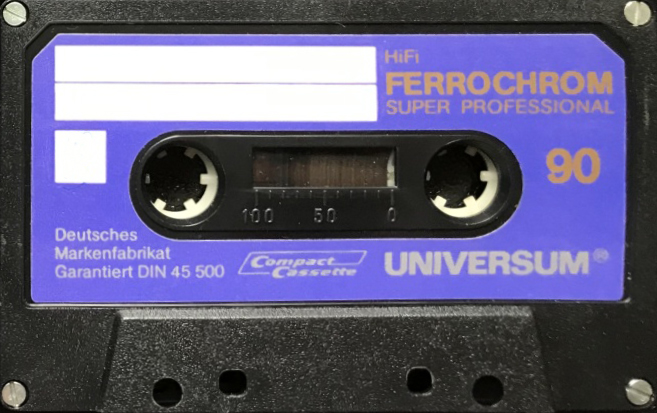 HiFi
FERROCHROM
SUPER PROFESSIONAL
90
100 50 0
Deutsches
Markenfabrikat
Garantiert DIN 45 500
Compact
Cassette
UNIVERSUM®